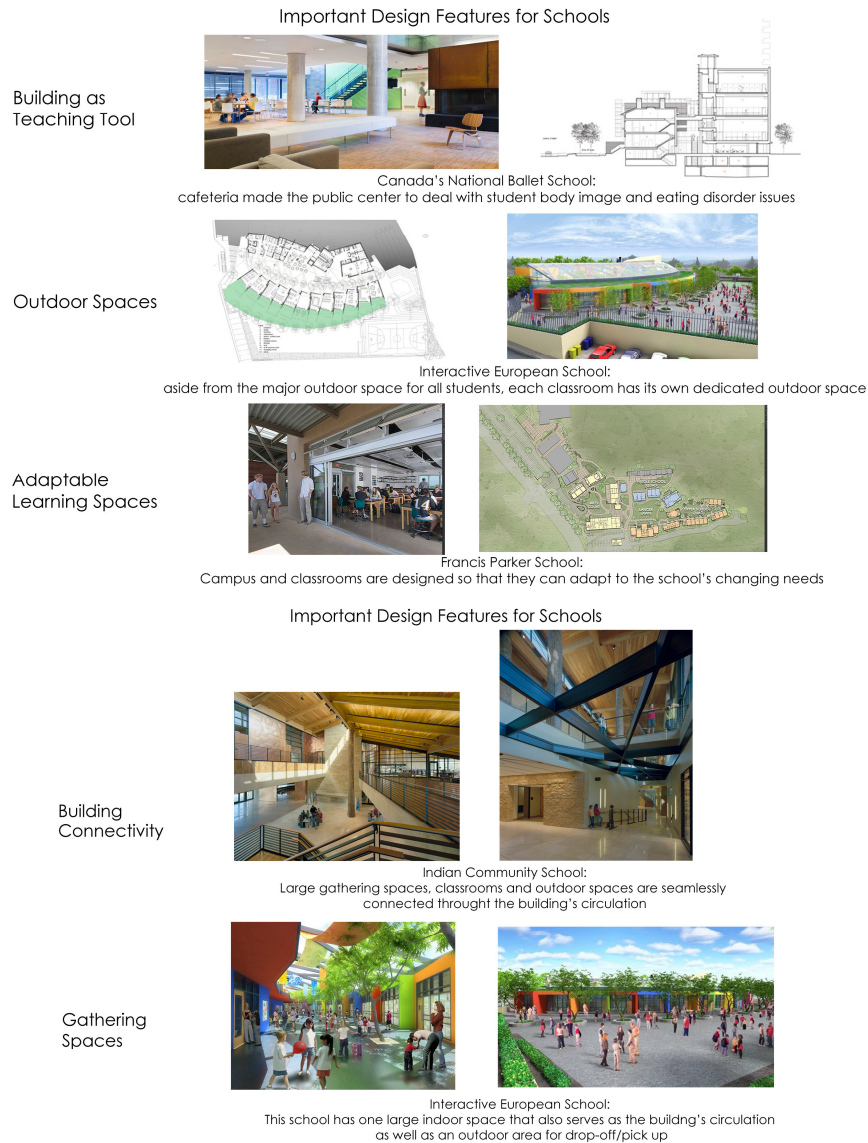 Important Design Features for Schools
Building as
Teaching Tool
Canada's National Ballet School:
cafeteria made the public center to deal with student body image and eating disorder issues
Outdoor Spaces
Interactive European School:
aside from the major outdoor space for all students, each classroom has its own dedicated outdoor space
Adaptable
Learning Spaces
Francis Parker School:
Campus and classrooms are designed so that they can adapt to the school's changing needs
Important Design Features for Schools
Building
Connectivity
Indian Community School:
Large gathering spaces, classrooms and outdoor spaces are seamlessly
connected throught the building's circulation
Gathering
Spaces
Interactive European School:
This school has one large indoor space that also serves as the buildng's circulation
as well as an outdoor area for drop-off/pick up